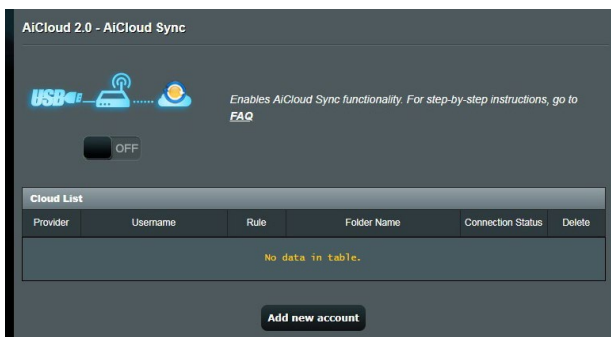 AiCloud 2.0 - AiCloud Sync
USB
Enables AiCloud Sync functionality. For step-by-step instructions, go to
FAQ
OFF
Cloud List
Provider Username Rule Folder Name Connection Status Delete
No data in table.
Add new account